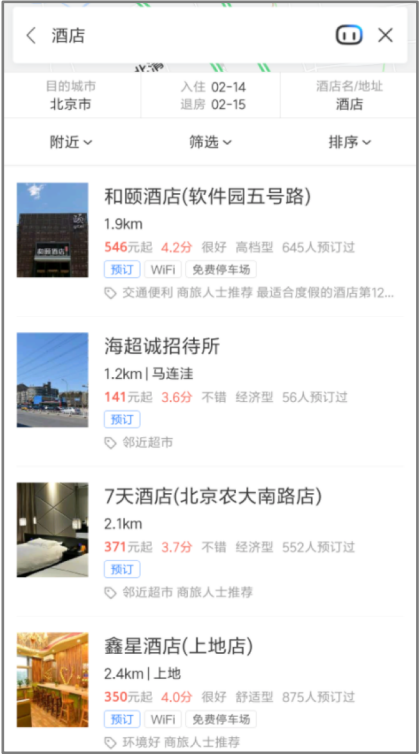 酒店
目的城市 入住 02-14 酒店名/地址
北京市 退房 02-15 酒店
附近 筛选 排序
和颐酒店(软件园五号路)
1.9km
546元起 4.2分 很好 高档型 645人预订过
预订 WiFi 免费停车场
交通便利 商旅人士推荐 最适合度假的酒店第12...
海超诚招待所
1.2km | 马连洼
141元起 3.6分 不错 经济型 56人预订过
预订
邻近超市
7天酒店(北京农大南路店)
2.1km
371元起 3.7分 不错 经济型 552人预订过
预订
邻近超市 商旅人士推荐
鑫星酒店(上地店)
2.4km | 上地
350元起 4.0分 很好 舒适型 875人预订过
预订 WiFi 免费停车场
环境好 商旅人士推荐